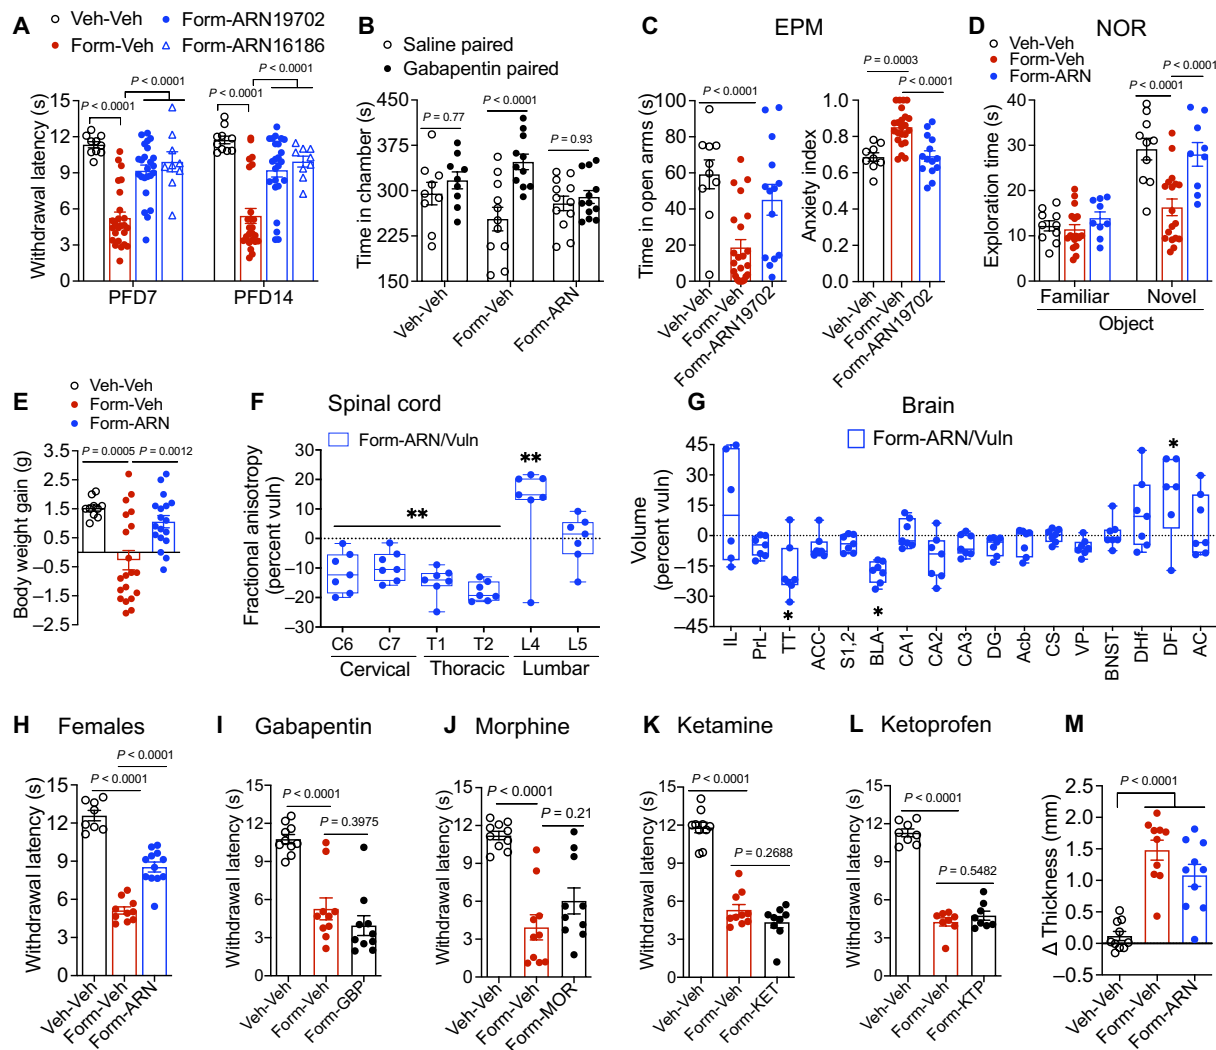 A
Veh-Veh
Form-ARN19702
Form-Veh
Form-ARN16186
P < 0.0001
P < 0.0001
P < 0.0001
P < 0.0001
Withdrawal latency (s)
15
12
9
6
3
0
PFD7
PFD14
B
Saline paired
Gabapentin paired
P < 0.0001
P = 0.77
P = 0.93
Time in chamber (s)
450
375
300
225
150
Veh-Veh
Form-Veh
Form-ARN
C
EPM
P < 0.0001
Time in open arms (s)
100
80
60
40
20
0
Veh-Veh
Form-Veh
Form-ARN19702
P = 0.0003
P < 0.0001
Anxiety index
1.0
0.8
0.6
0.4
0.2
0.0
Veh-Veh
Form-Veh
Form-ARN19702
D
NOR
Veh-Veh
Form-Veh
Form-ARN
P < 0.0001
P < 0.0001
Exploration time (s)
40
30
20
10
0
Familiar
Novel
Object
E
Veh-Veh
Form-Veh
Form-ARN
P = 0.0005
P = 0.0012
Body weight gain (g)
2.5
1.5
0.5
–0.5
–1.5
–2.5
F
Spinal cord
Form-ARN/Vuln
**
**
Fractional anisotropy
(percent vuln)
30
20
10
0
–10
–20
–30
C6
C7
T1
T2
L4
L5
Cervical
Thoracic
Lumbar
G
Brain
Form-ARN/Vuln
*
*
*
Volume
(percent vuln)
45
30
15
0
–15
–30
–45
IL
PrL
TT
ACC
S1,2
BLA
CA1
CA2
CA3
DG
Acb
CS
VP
BNST
DHf
DF
AC
H
Females
P < 0.0001
P < 0.0001
Withdrawal latency (s)
15
12
9
6
3
0
Veh-Veh
Form-Veh
Form-ARN
I
Gabapentin
P < 0.0001
P = 0.3975
Withdrawal latency (s)
15
12
9
6
3
0
Veh-Veh
Form-Veh
Form-GBP
J
Morphine
P < 0.0001
P = 0.21
Withdrawal latency (s)
15
12
9
6
3
0
Veh-Veh
Form-Veh
Form-MOR
K
Ketamine
P < 0.0001
P = 0.2688
Withdrawal latency (s)
15
12
9
6
3
0
Veh-Veh
Form-Veh
Form-KET
L
Ketoprofen
P < 0.0001
P = 0.5482
Withdrawal latency (s)
15
12
9
6
3
0
Veh-Veh
Form-Veh
Form-KTP
M
P < 0.0001
Δ Thickness (mm)
2.5
2.0
1.5
1.0
0.5
0.0
–0.5
Veh-Veh
Form-Veh
Form-ARN